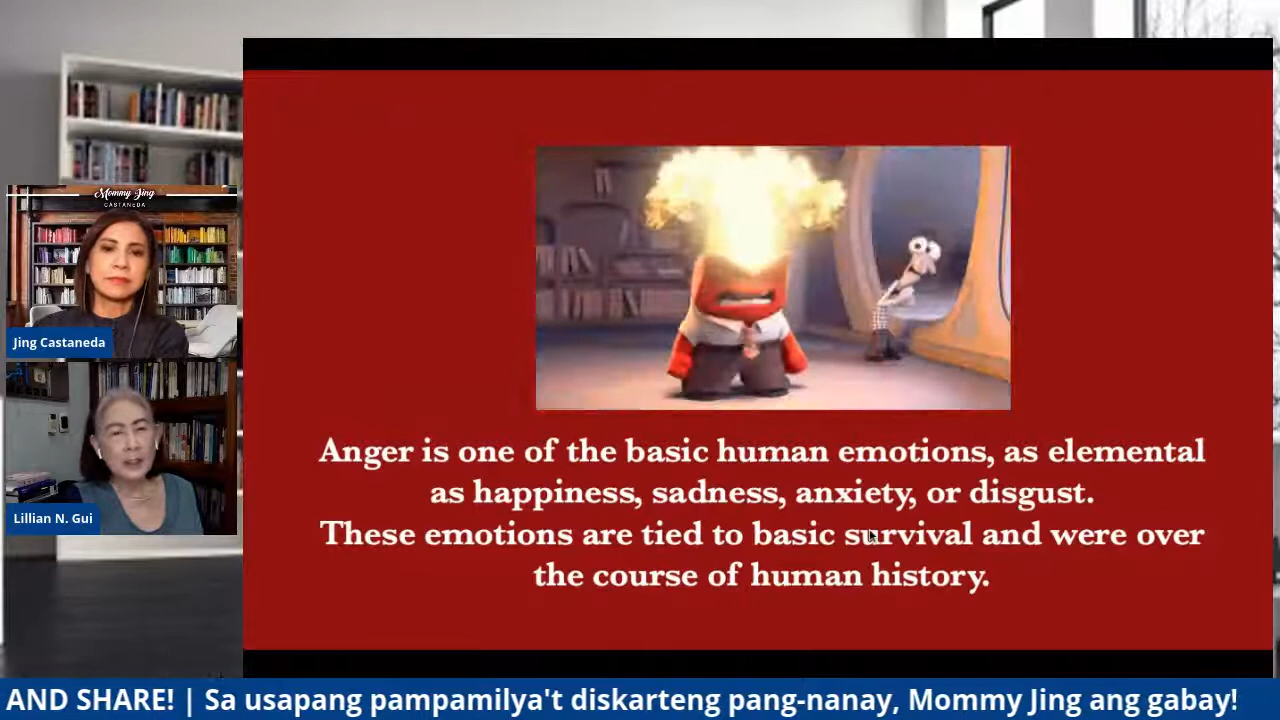 Mommy Jing
CASTANEDA
Jing Castaneda
Lillian N. Gui
Anger is one of the basic human emotions, as elemental
as happiness, sadness, anxiety, or disgust.
These emotions are tied to basic survival and were over
the course of human history.
AND SHARE! | Sa usapang pampamilya't diskarteng pang-nanay, Mommy Jing ang gabay!